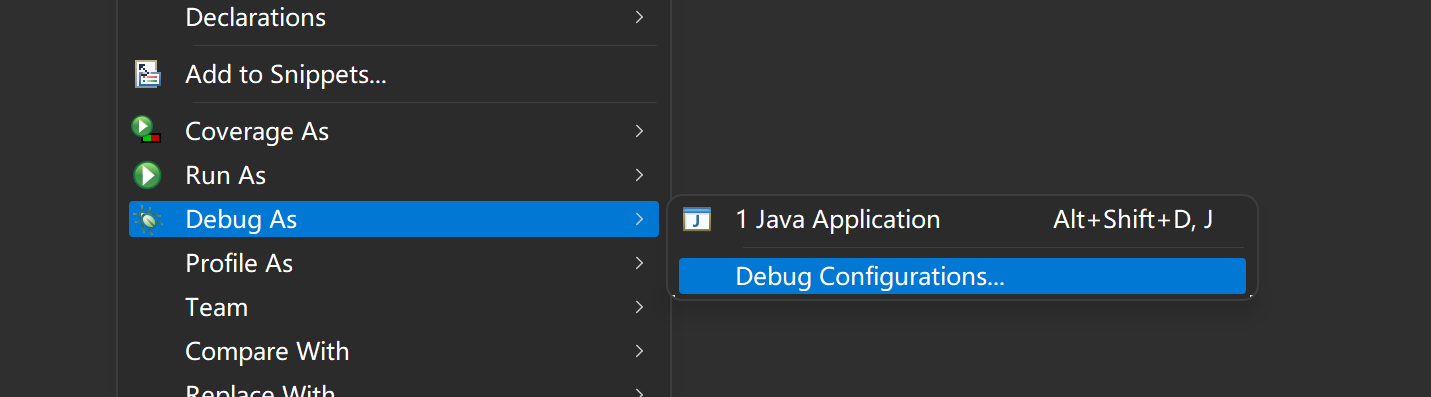 Declarations
Add to Snippets...
Coverage As
Run As
Debug As
1 Java Application Alt+Shift+D, J
Profile As
Debug Configurations...
Team
Compare With
Replace With